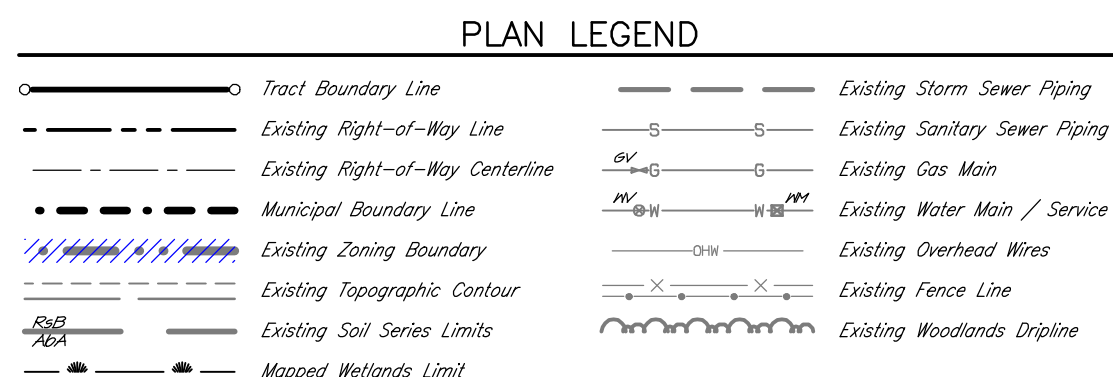 PLAN LEGEND
Tract Boundary Line
Existing Right-of-Way Line
Existing Right-of-Way Centerline
Municipal Boundary Line
Existing Zoning Boundary
Existing Topographic Contour
RsB
AbA
Existing Soil Series Limits
Mapped Wetlands Limit
Existing Storm Sewer Piping
S S
Existing Sanitary Sewer Piping
GV
G G
Existing Gas Main
WV WM
W W
Existing Water Main / Service
OHW
Existing Overhead Wires
Existing Fence Line
Existing Woodlands Dripline